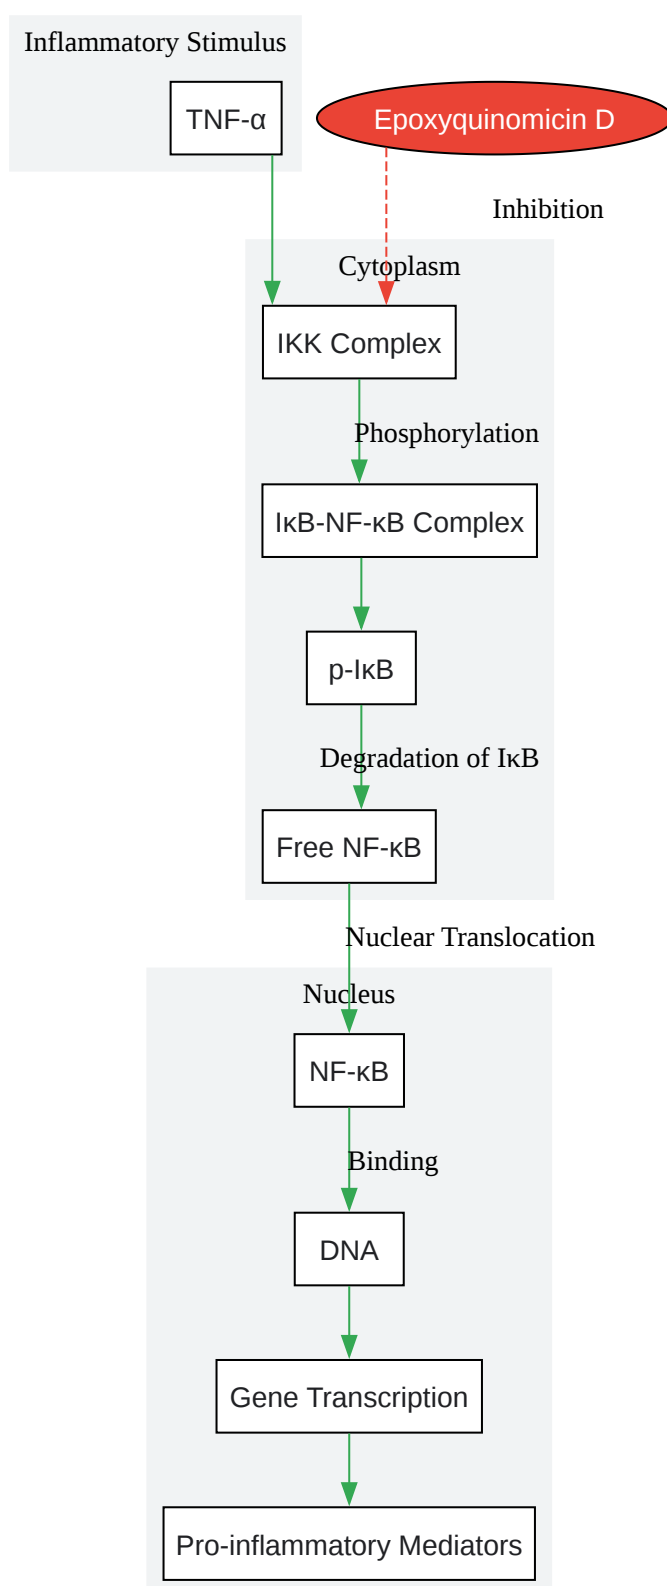 Inflammatory Stimulus
TNF-α
Epoxyquinomicin D
Inhibition
Cytoplasm
IKK Complex
Phosphorylation
IκB-NF-κB Complex
p-IκB
Degradation of IκB
Free NF-κB
Nuclear Translocation
Nucleus
NF-κB
Binding
DNA
Gene Transcription
Pro-inflammatory Mediators